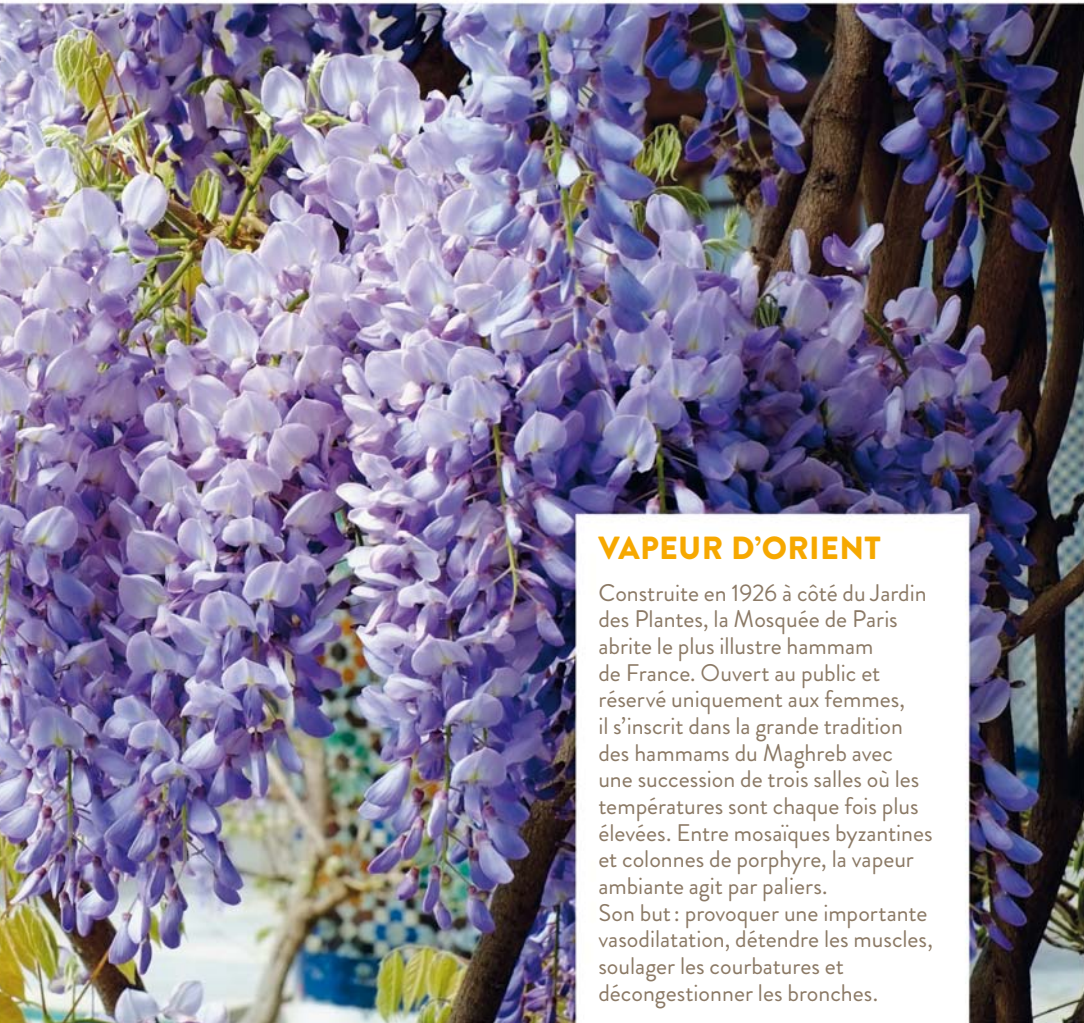 VAPEUR D’ORIENT
Construite en 1926 à côté du Jardin
des Plantes, la Mosquée de Paris
abrite le plus illustre hammam
de France. Ouvert au public et
réservé uniquement aux femmes,
il s’inscrit dans la grande tradition
des hammams du Maghreb avec
une succession de trois salles où les
températures sont chaque fois plus
élevées. Entre mosaïques byzantines
et colonnes de porphyre, la vapeur
ambiante agit par paliers.
Son but : provoquer une importante
vasodilatation, détendre les muscles,
soulager les courbatures et
décongestionner les bronches.